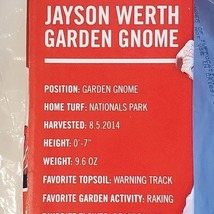 JAYSON WERTH
GARDEN GNOME
POSITION: GARDEN GNOME
HOME TURF: NATIONALS PARK
HARVESTED: 8.5.2014
HEIGHT: 0'-7"
WEIGHT: 9.6 OZ
FAVORITE TOPSOIL: WARNING TRACK
FAVORITE GARDEN ACTIVITY: RAKING